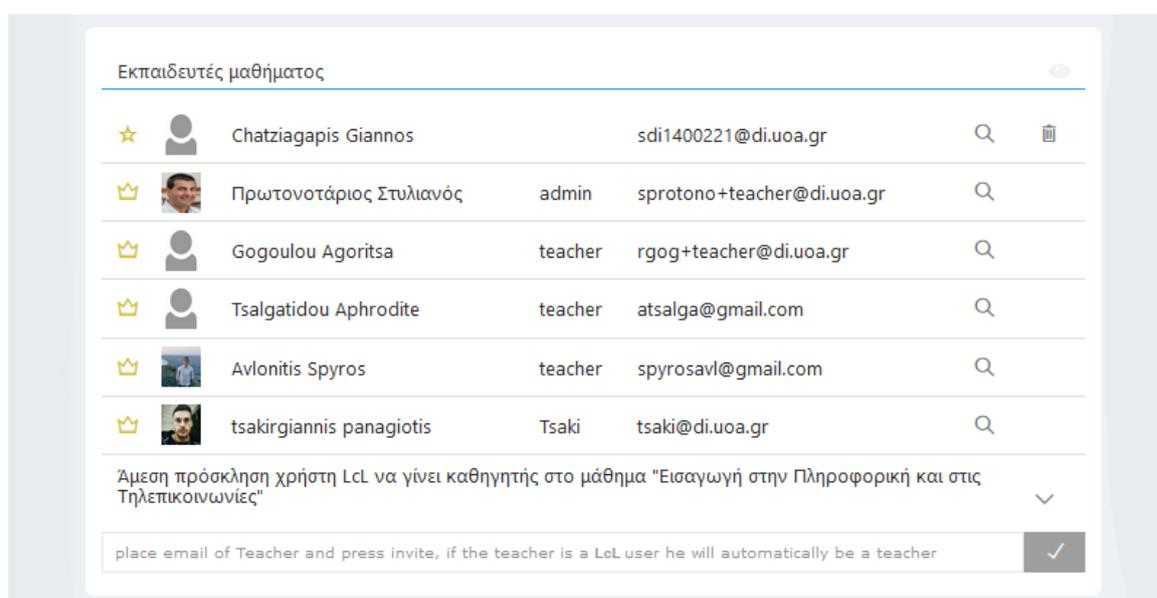 Εκπαιδευτές μαθήματος
Chatziagapis Giannos sdi1400221@di.uoa.gr
Πρωτονοτάριος Στυλιανός admin sprotono+teacher@di.uoa.gr
Gogoulou Agoritsa teacher rgog+teacher@di.uoa.gr
Tsalgatidou Aphrodite teacher atsalga@gmail.com
Avlonitis Spyros teacher spyrosavl@gmail.com
tsakirgiannis panagiotis Tsaki tsaki@di.uoa.gr
Άμεση πρόσκληση χρήστη LcL να γίνει καθηγητής στο μάθημα "Εισαγωγή στην Πληροφορική και στις
Τηλεπικοινωνίες"
place email of Teacher and press invite, if the teacher is a LcL user he will automatically be a teacher